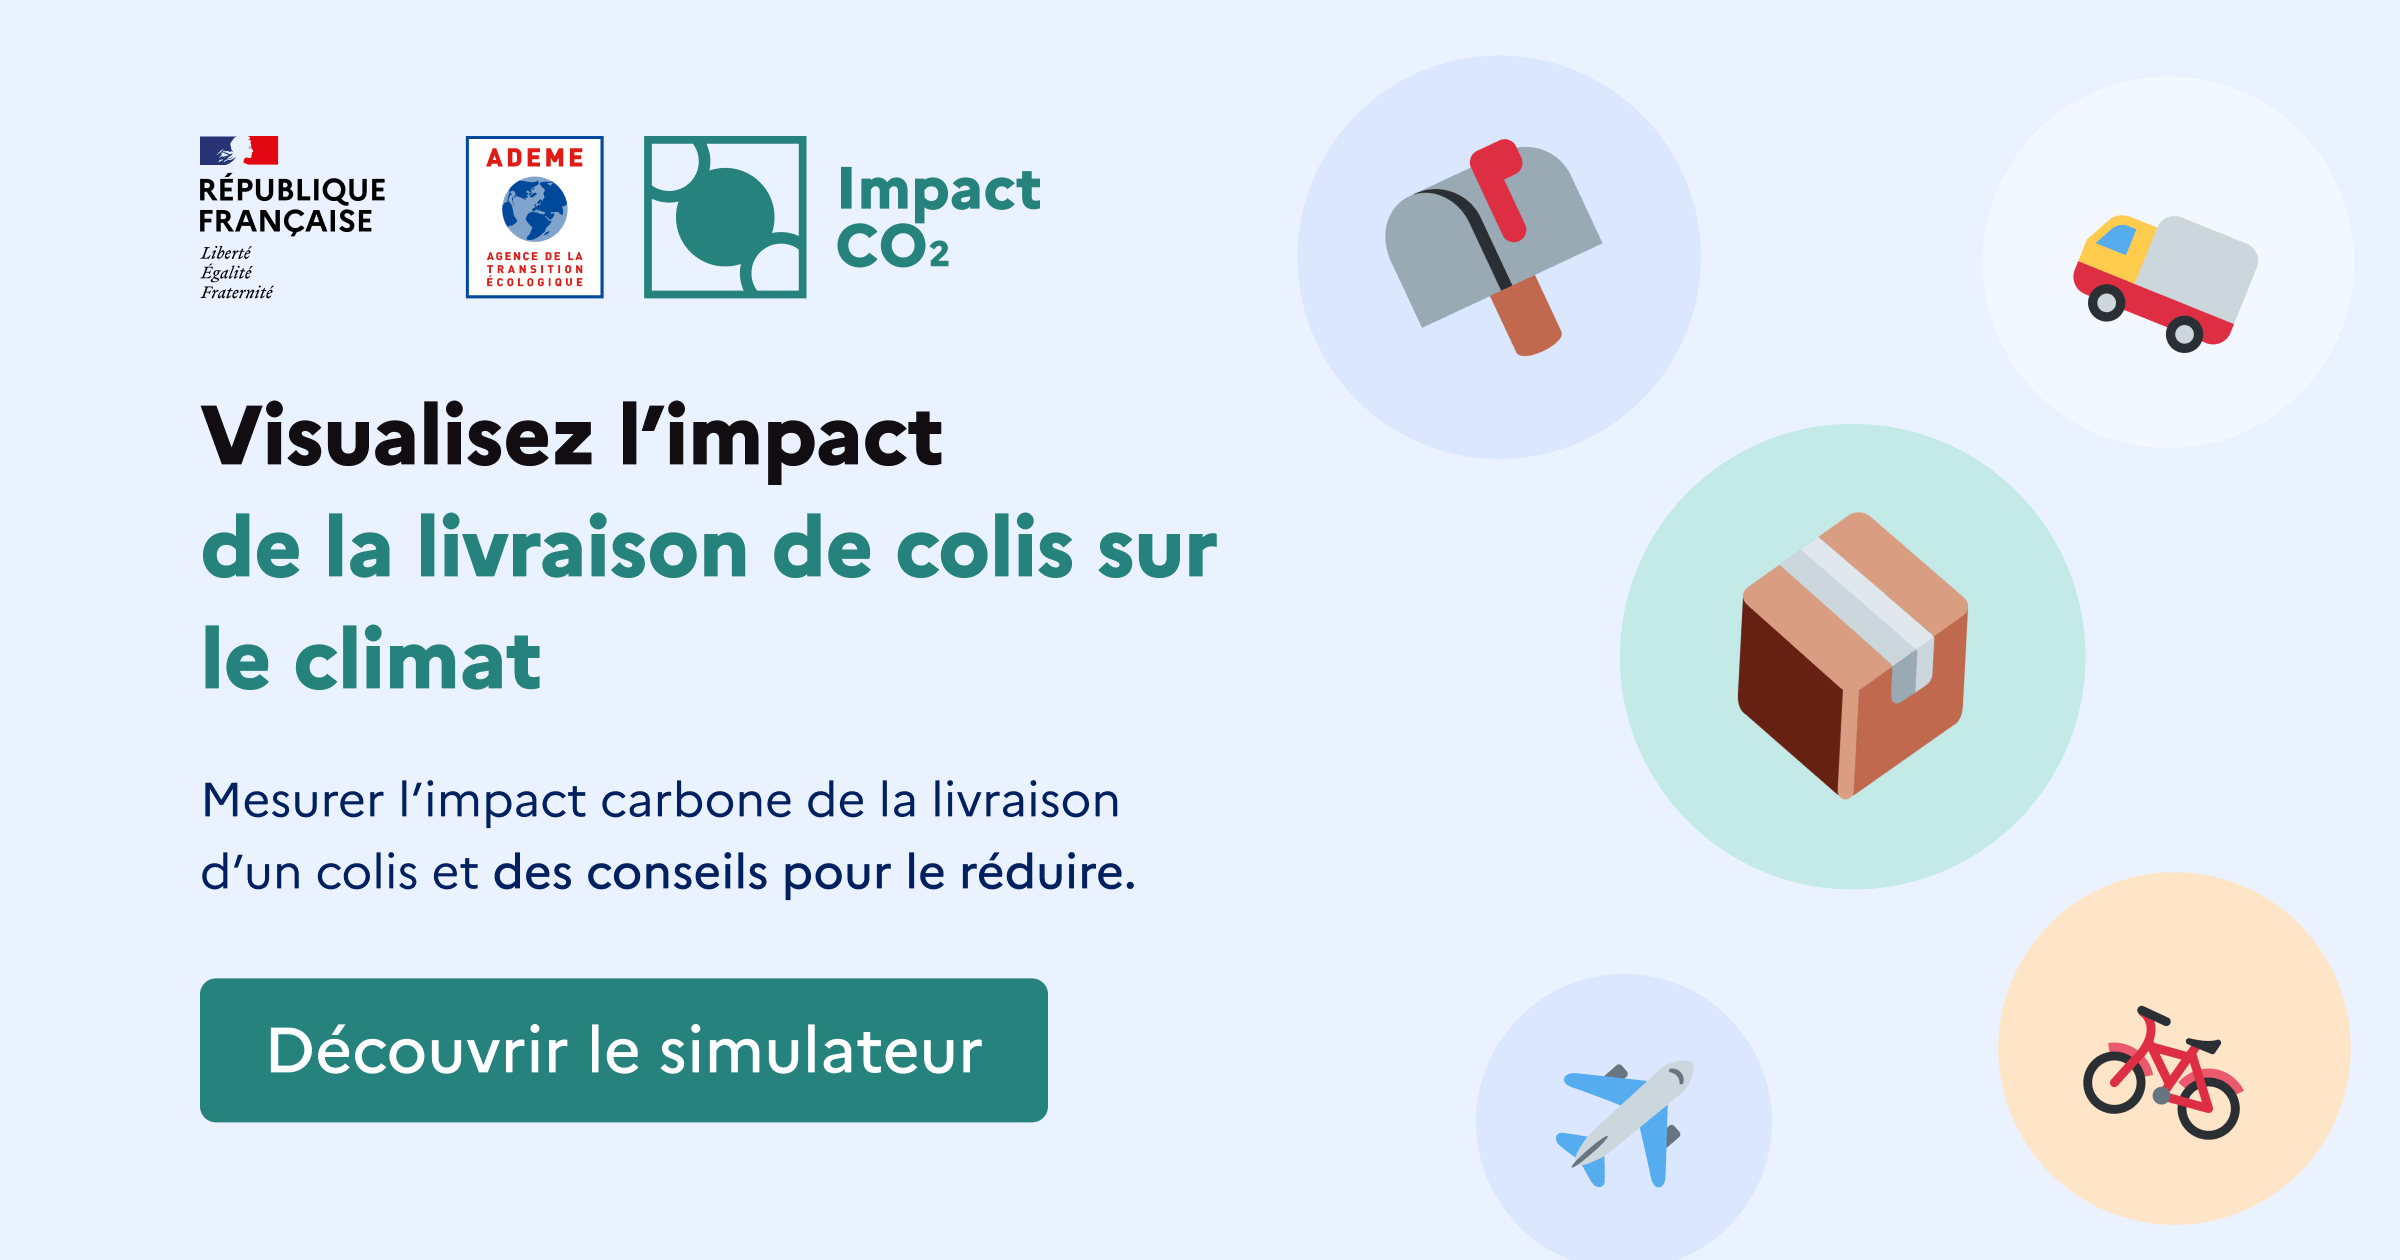 RÉPUBLIQUE
FRANÇAISE
Liberté
Égalité
Fraternité
ADEME
AGENCE DE LA
TRANSITION
ÉCOLOGIQUE
Impact
CO2
Visualisez l’impact
de la livraison de colis sur
le climat
Mesurer l’impact carbone de la livraison
d’un colis et des conseils pour le réduire.
Découvrir le simulateur